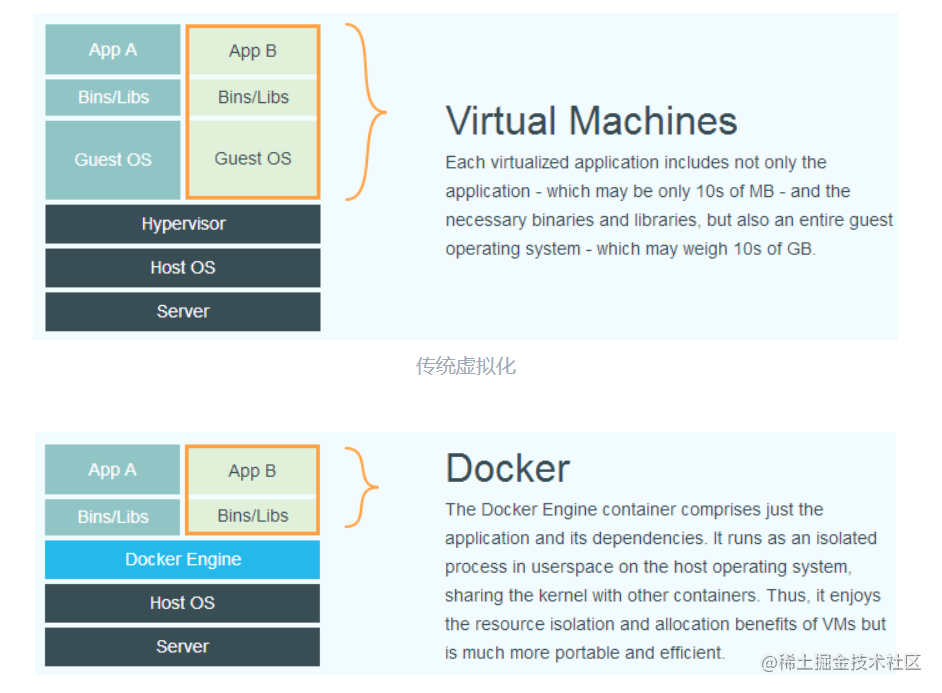 App A
App B
Bins/Libs
Bins/Libs
Guest OS
Guest OS
Hypervisor
Host OS
Server
Virtual Machines
Each virtualized application includes not only the
application - which may be only 10s of MB - and the
necessary binaries and libraries, but also an entire guest
operating system - which may weigh 10s of GB.
传统虚拟化
App A
App B
Bins/Libs
Bins/Libs
Docker Engine
Host OS
Server
Docker
The Docker Engine container comprises just the
application and its dependencies. It runs as an isolated
process in userspace on the host operating system,
sharing the kernel with other containers. Thus, it enjoys
the resource isolation and allocation benefits of VMs but
is much more portable and efficient.
@稀土掘金技术社区